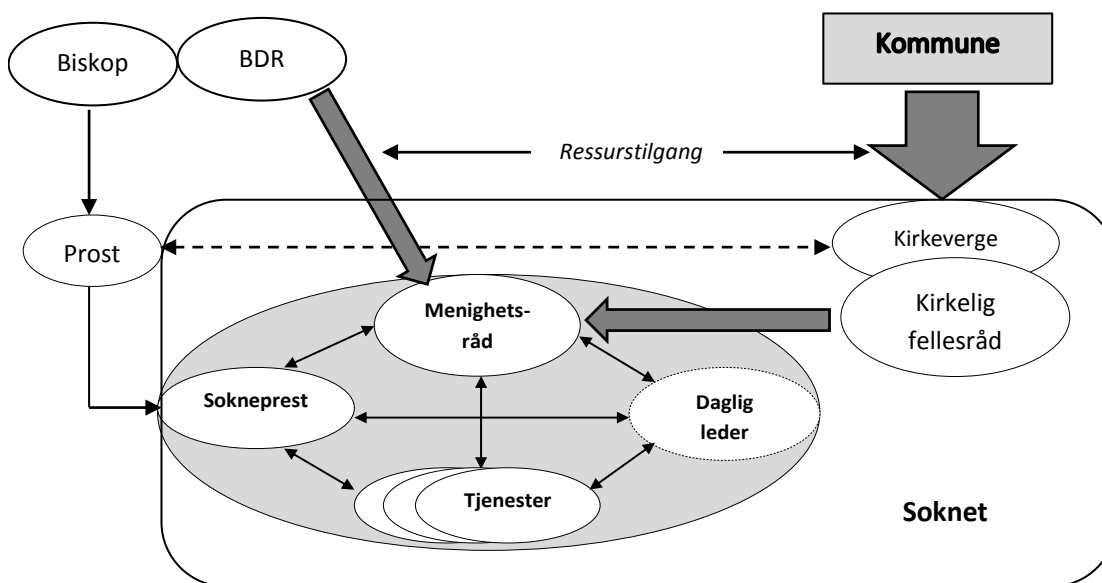 Biskop
BDR
Kommune
Ressurstilgang
Prost
Kirkeverge
Kirkelig
fellesråd
Menighets-
råd
Sokneprest
Daglig
leder
Tjenester
Soknet